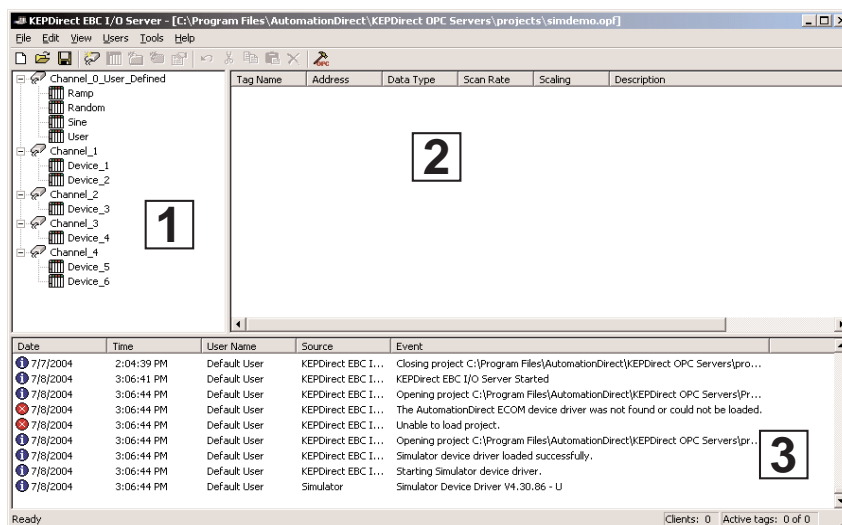 KEPDirect EBC I/O Server - [C:\Program Files\AutomationDirect\KEPDirect OPC Servers\projects\simdemo.opf]
File Edit View Users Tools Help
OPC
Channel_0_User_Defined
Ramp
Random
Sine
User
Channel_1
Device_1
Device_2
Channel_2
Device_3
Channel_3
Device_4
Channel_4
Device_5
Device_6
1
Tag Name Address Data Type Scan Rate Scaling Description
2
Date Time User Name Source Event
7/7/2004 2:04:39 PM Default User KEPDirect EBC I... Closing project C:\Program Files\AutomationDirect\KEPDirect OPC Servers\pro...
7/8/2004 3:06:41 PM Default User KEPDirect EBC I... KEPDirect EBC I/O Server Started
7/8/2004 3:06:44 PM Default User KEPDirect EBC I... Opening project C:\Program Files\AutomationDirect\KEPDirect OPC Servers\Pr...
7/8/2004 3:06:44 PM Default User KEPDirect EBC I... The AutomationDirect ECOM device driver was not found or could not be loaded.
7/8/2004 3:06:44 PM Default User KEPDirect EBC I... Unable to load project.
7/8/2004 3:06:44 PM Default User KEPDirect EBC I... Opening project C:\Program Files\AutomationDirect\KEPDirect OPC Servers\pr...
7/8/2004 3:06:44 PM Default User KEPDirect EBC I... Simulator device driver loaded successfully.
7/8/2004 3:06:44 PM Default User KEPDirect EBC I... Starting Simulator device driver.
7/8/2004 3:06:44 PM Default User Simulator Simulator Device Driver V4.30.86 - U
3
Ready Clients: 0 Active tags: 0 of 0